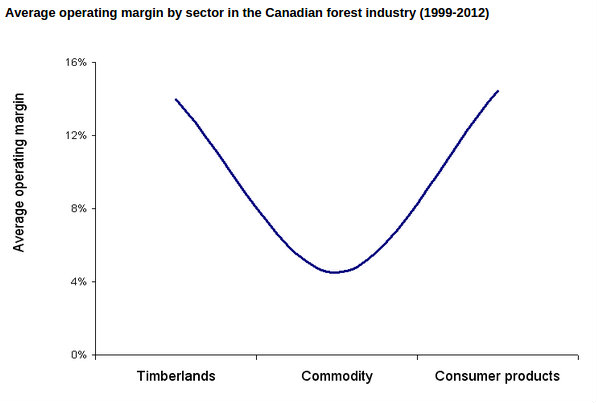 Average operating margin by sector in the Canadian forest industry (1999-2012)
16%
12%
8%
4%
0%
Average operating margin
Timberlands
Commodity
Consumer products